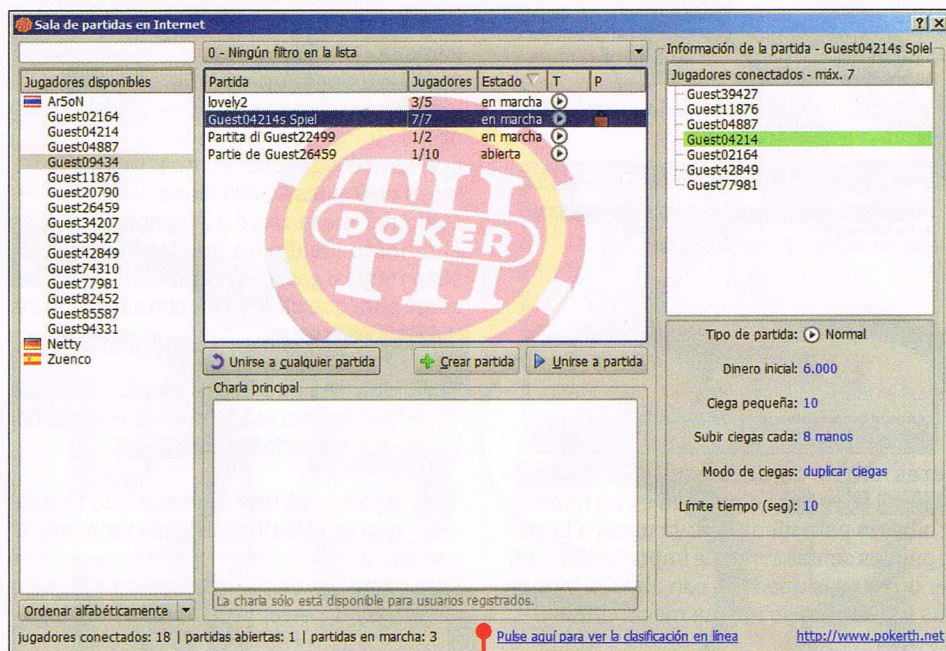 Sala de partidas en Internet
0 - Ningún filtro en la lista
Jugadores disponibles
Ar5oN
Guest02164
Guest04214
Guest04887
Guest09434
Guest11876
Guest20790
Guest26459
Guest34207
Guest39427
Guest42849
Guest74310
Guest77981
Guest82452
Guest85587
Guest94331
Netty
Zuenco
Ordenar alfabéticamente
Partida Jugadores Estado T P
lovely2 3/5 en marcha
Guest04214s Spiel 7/7 en marcha
Partita di Guest22499 1/2 en marcha
Partie de Guest26459 1/10 abierta
TH
POKER
Unirse a cualquier partida
Crear partida
Unirse a partida
Charla principal
La charla sólo está disponible para usuarios registrados.
Información de la partida - Guest04214s Spiel
Jugadores conectados - máx. 7
Guest39427
Guest11876
Guest04887
Guest04214
Guest02164
Guest42849
Guest77981
Tipo de partida: Normal
Dinero inicial: 6.000
Ciega pequeña: 10
Subir ciegas cada: 8 manos
Modo de ciegas: duplicar ciegas
Límite tiempo (seg): 10
jugadores conectados: 18 | partidas abiertas: 1 | partidas en marcha: 3
Pulse aquí para ver la clasificación en línea
http://www.pokerth.net